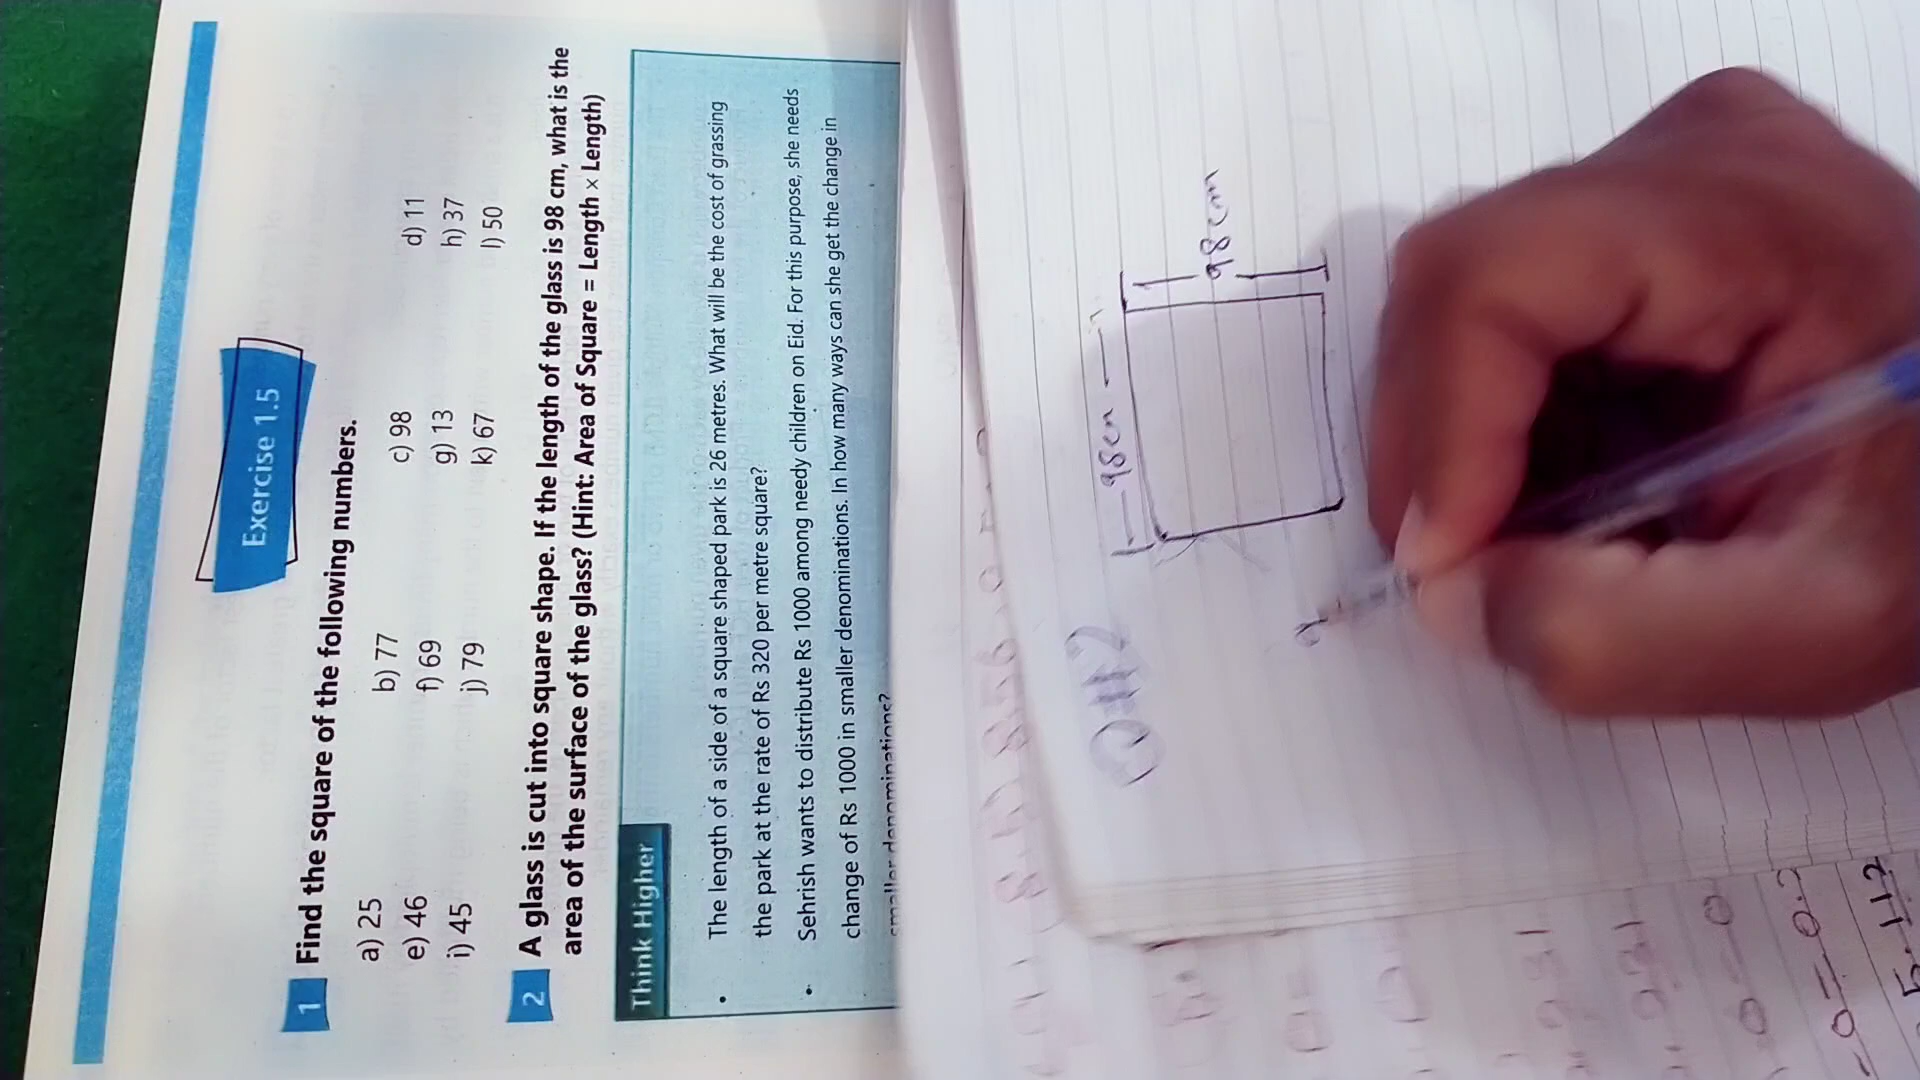 Exercise 1.5
1 Find the square of the following numbers.
a) 25 b) 77 c) 98 d) 11
e) 46 f) 69 g) 13 h) 37
i) 45 j) 79 k) 67 l) 50
2 A glass is cut into square shape. If the length of the glass is 98 cm, what is the
area of the surface of the glass? (Hint: Area of Square = Length × Length)
Think Higher
• The length of a side of a square shaped park is 26 metres. What will be the cost of grassing
the park at the rate of Rs 320 per metre square?
• Sehrish wants to distribute Rs 1000 among needy children on Eid. For this purpose, she needs
change of Rs 1000 in smaller denominations. In how many ways can she get the change in
smaller denominations?
Q#2
98cm
98cm